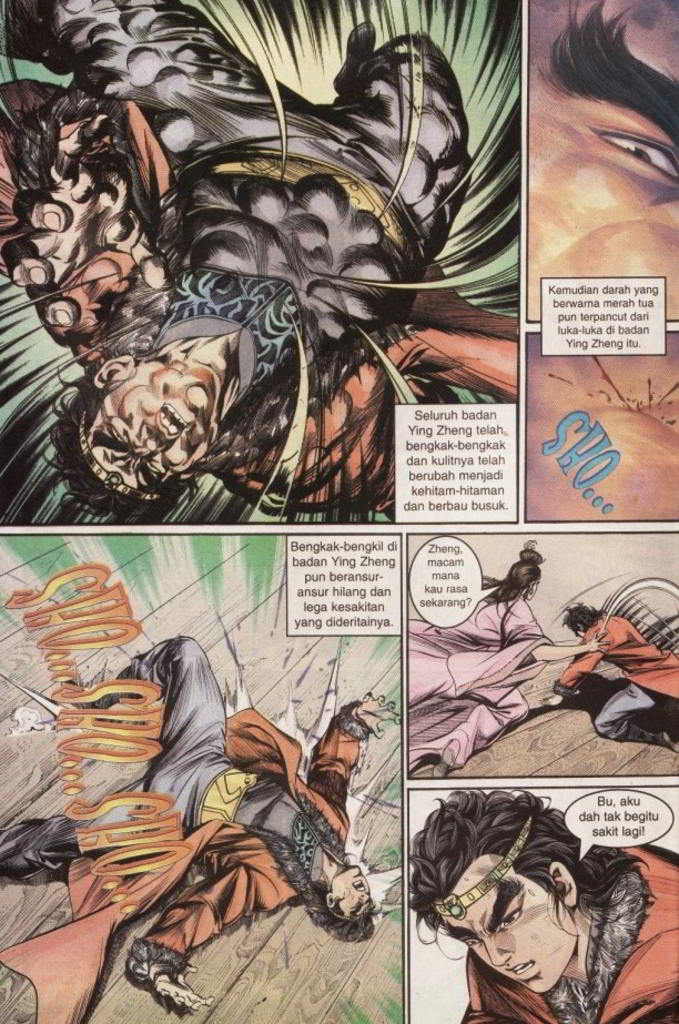 Seluruh badan
Ying Zheng telah
bengkak-bengkak
dan kulitnya telah
berubah menjadi
kehitam-hitaman
dan berbau busuk.
Kemudian darah yang
berwarna merah tua
pun terpancut dari
luka-luka di badan
Ying Zheng itu.
SHO...
Bengkak-bengkil di
badan Ying Zheng
pun beransur-
ansur hilang dan
lega kesakitan
yang dideritainya.
SHO... SHO... SHO...
Zheng,
macam
mana
kau rasa
sekarang?
Bu, aku
dah tak begitu
sakit lagi!